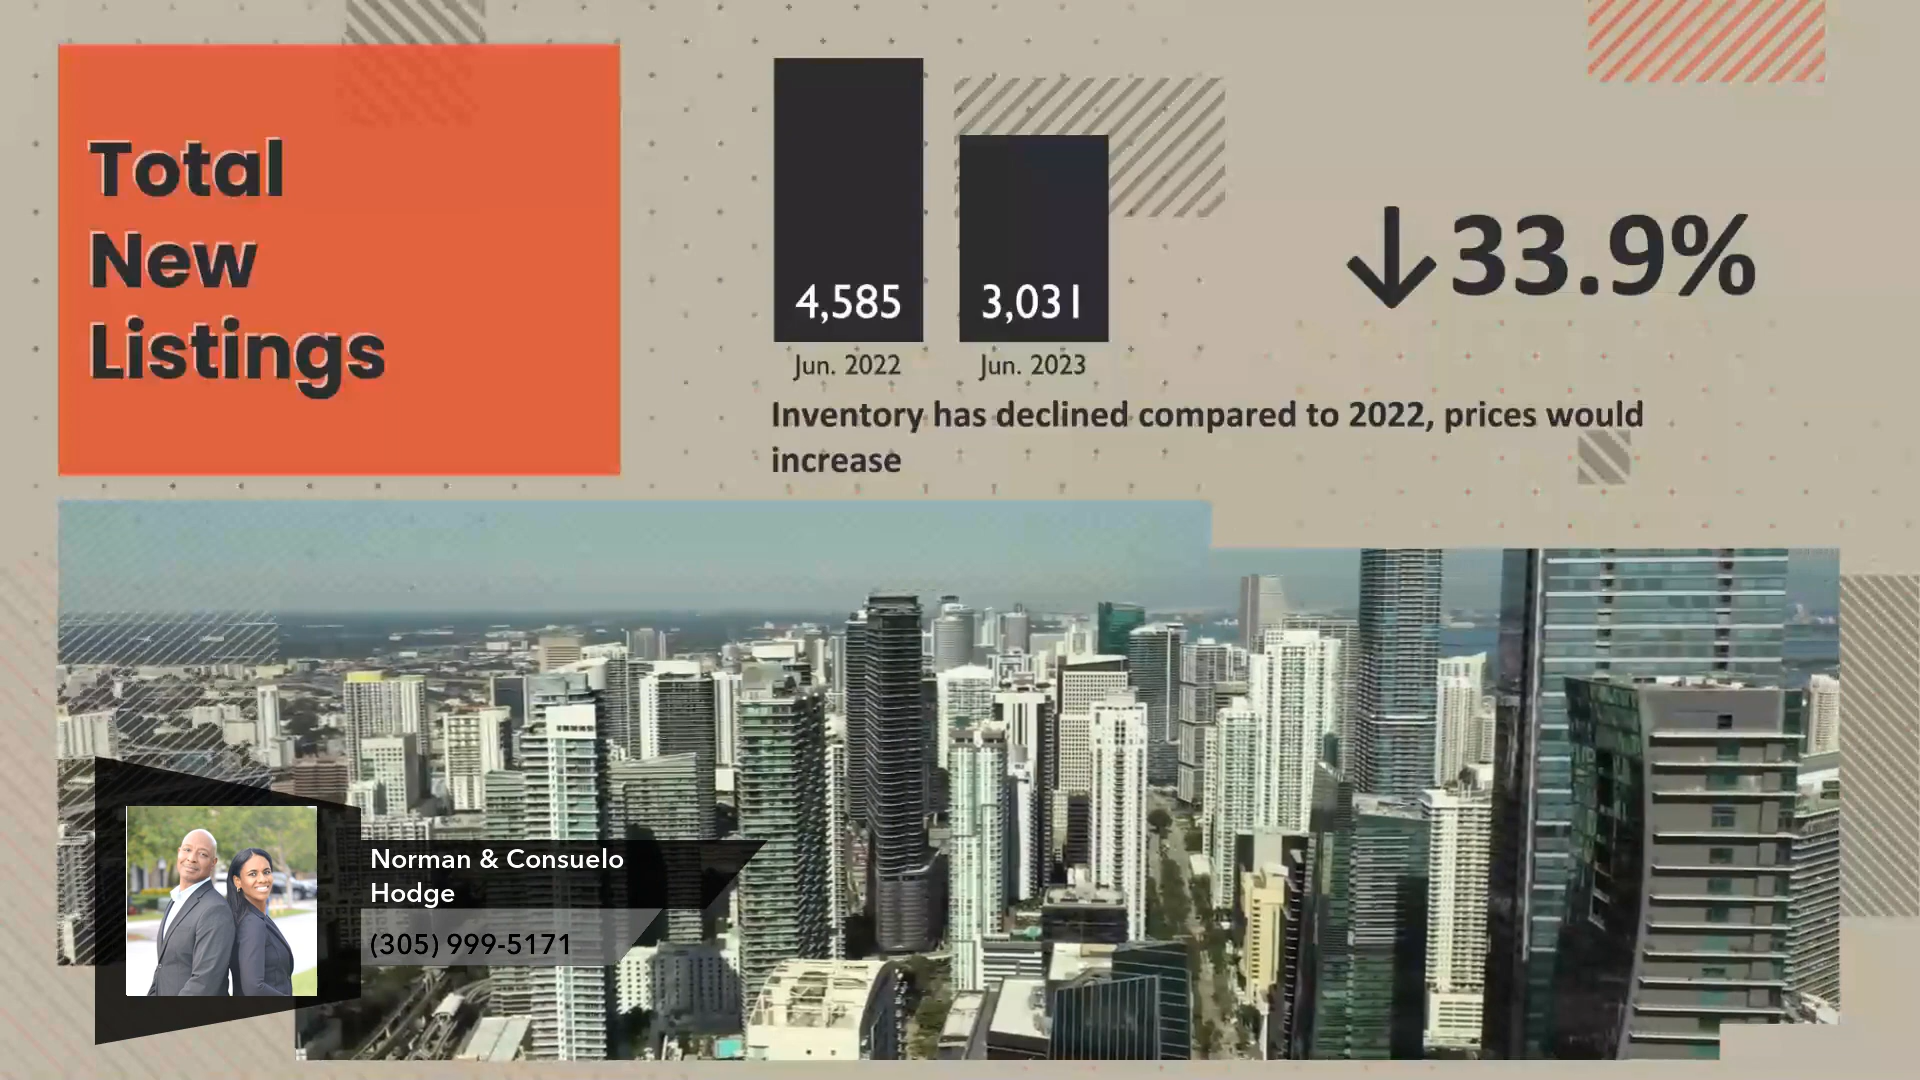 Total
New
Listings
4,585
3,031
Jun. 2022
Jun. 2023
↓33.9%
Inventory has declined compared to 2022, prices would
increase
Norman & Consuelo
Hodge
(305) 999-5171